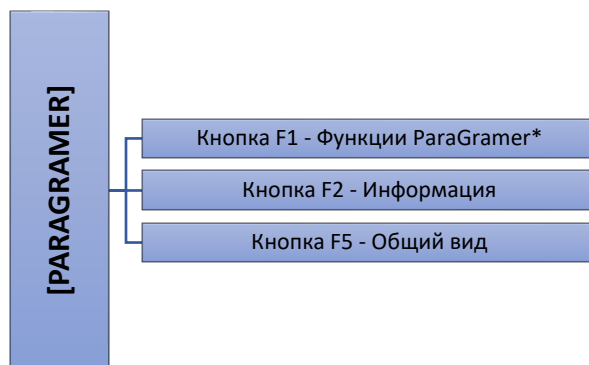 [PARAGRAMER]
Кнопка F1 - Функции ParaGramer*
Кнопка F2 - Информация
Кнопка F5 - Общий вид